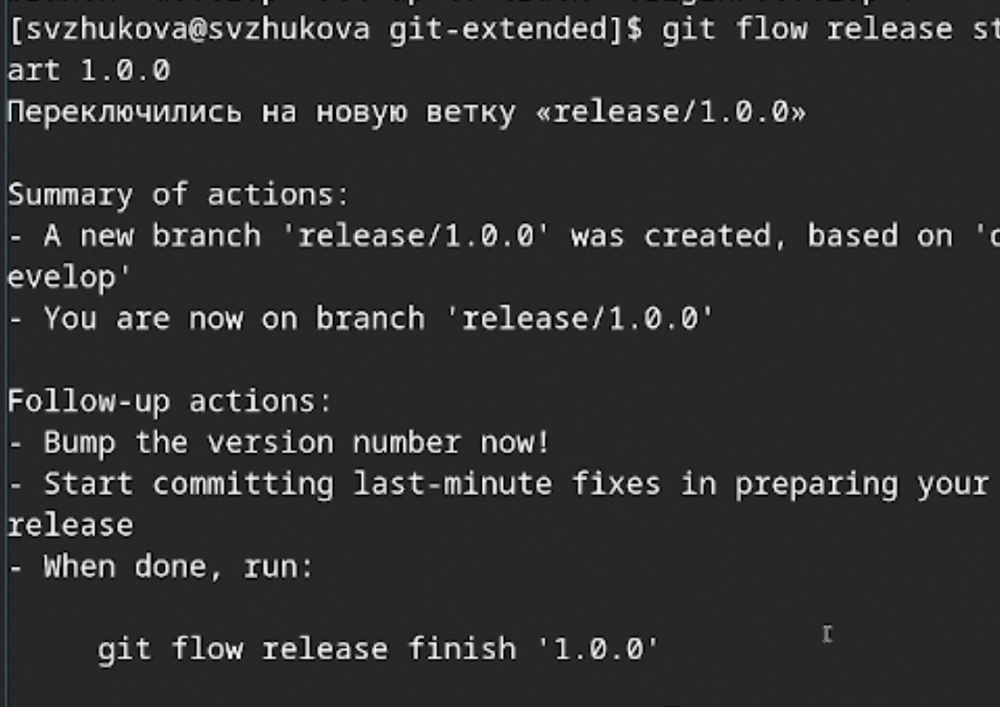 [svzhukova@svzhukova git-extended]$ git flow release st
art 1.0.0
Переключились на новую ветку «release/1.0.0»
Summary of actions:
- A new branch 'release/1.0.0' was created, based on 'd
evelop'
- You are now on branch 'release/1.0.0'
Follow-up actions:
- Bump the version number now!
- Start committing last-minute fixes in preparing your
release
- When done, run:
git flow release finish '1.0.0'